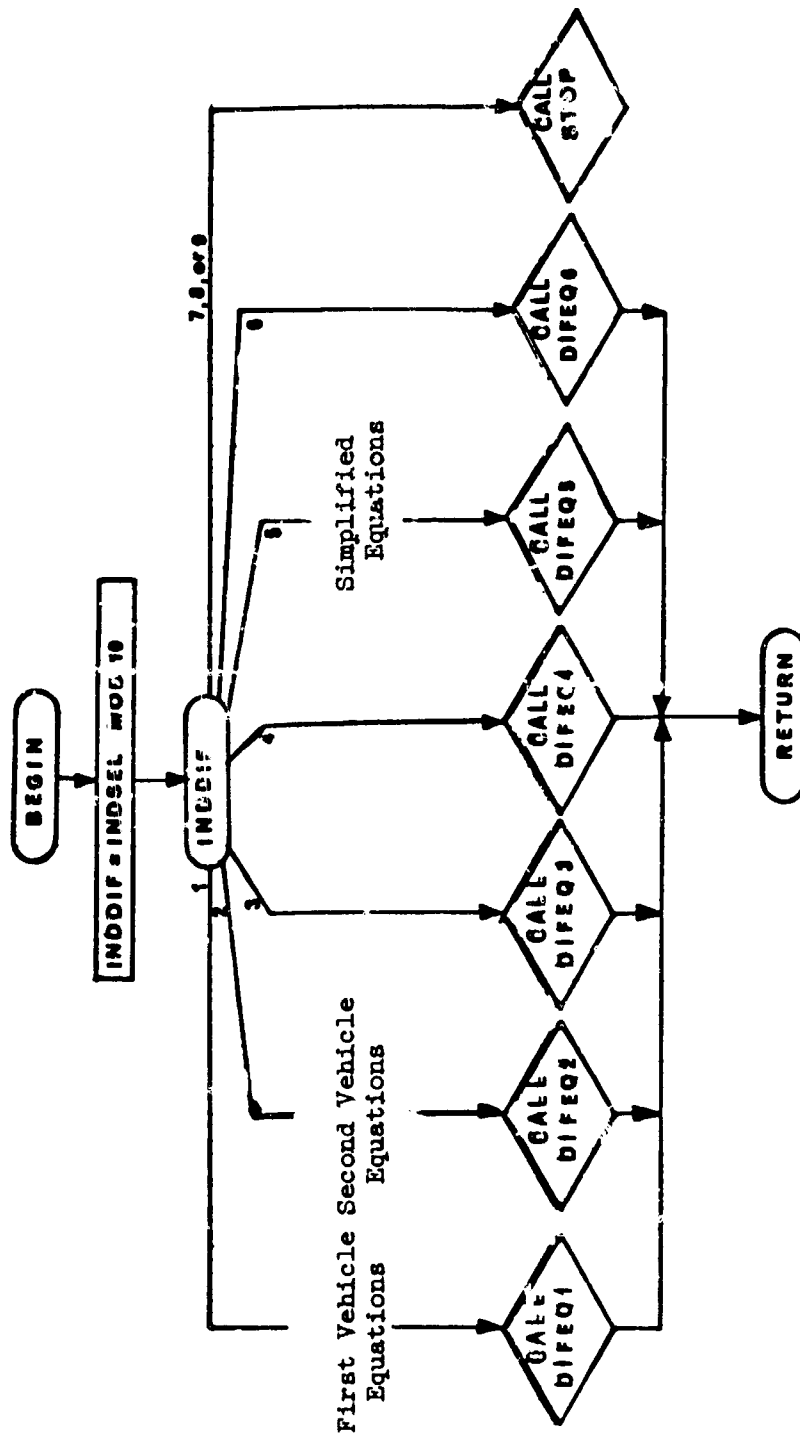 BEGIN
INDDIF = INDSEL MOD 10
INDDIF
1
2
3
4
5
6
7, 8, or 9
First Vehicle
Equations
Second Vehicle
Equations
Simplified
Equations
CALL
DIFEQ1
CALL
DIFEQ2
CALL
DIFEQ3
CALL
DIFEQ4
CALL
DIFEQ5
CALL
DIFEQ6
CALL
STOP
RETURN